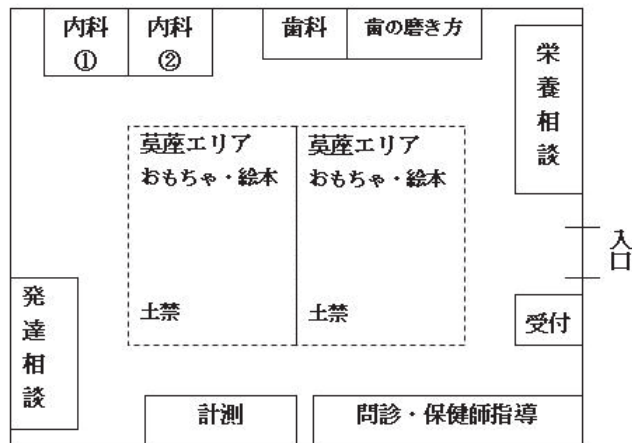 内科
①
内科
②
歯科
歯の磨き方
栄養相談
茣蓙エリア
おもちゃ・絵本
土禁
茣蓙エリア
おもちゃ・絵本
土禁
入口
受付
発達相談
計測
問診・保健師指導